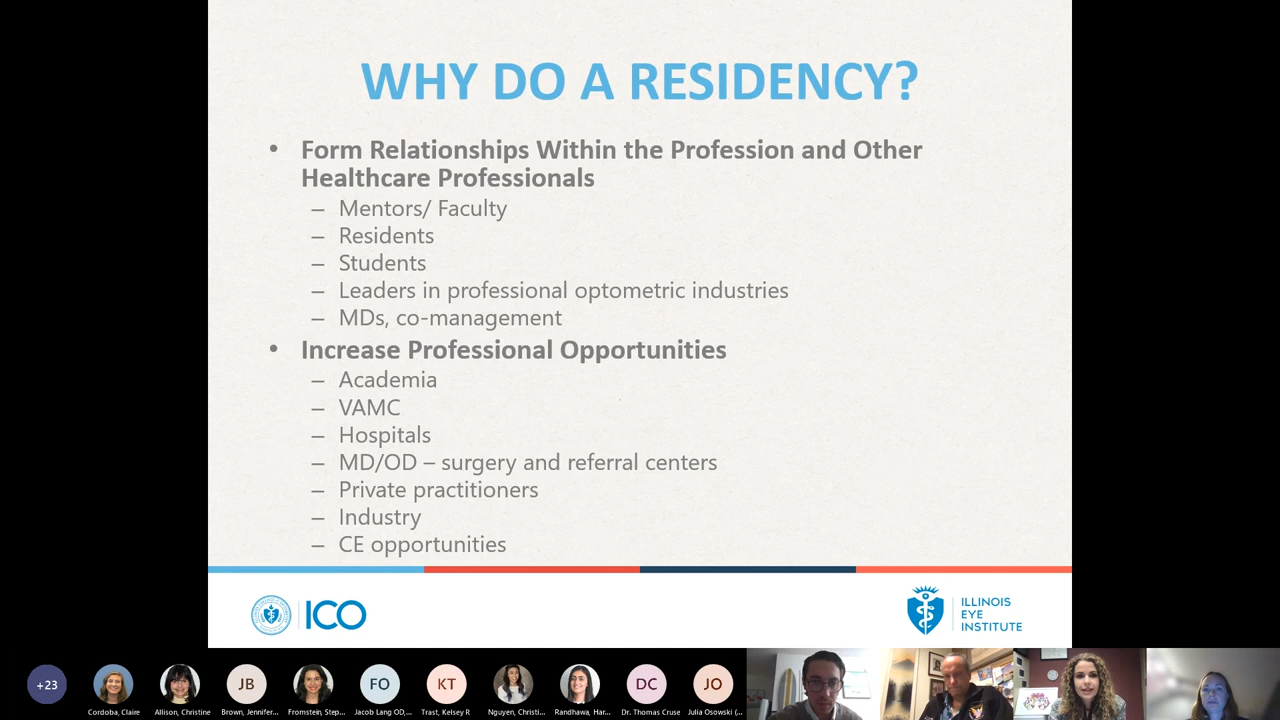 WHY DO A RESIDENCY?
• Form Relationships Within the Profession and Other
Healthcare Professionals
– Mentors/ Faculty
– Residents
– Students
– Leaders in professional optometric industries
– MDs, co-management
• Increase Professional Opportunities
– Academia
– VAMC
– Hospitals
– MD/OD – surgery and referral centers
– Private practitioners
– Industry
– CE opportunities
ICO
ILLINOIS
EYE
INSTITUTE
+23
JB
FO
KT
DC
JO
Cordoba, Claire
Allison, Christine
Brown, Jennifer...
Fromstein, Step...
Jacob Lang OD,...
Trast, Kelsey R
Nguyen, Christi...
Randhawa, Har...
Dr. Thomas Cruse
Julia Osowski (...